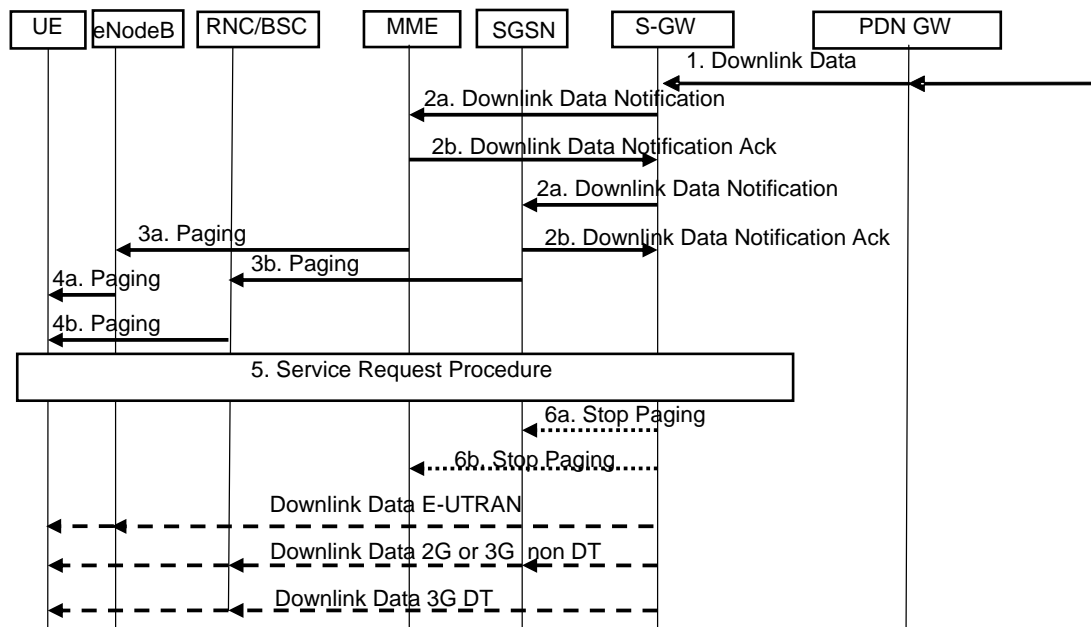 UE eNodeB RNC/BSC MME SGSN S-GW PDN GW
1. Downlink Data
2a. Downlink Data Notification
2b. Downlink Data Notification Ack
2a. Downlink Data Notification
3a. Paging
2b. Downlink Data Notification Ack
3b. Paging
4a. Paging
4b. Paging
5. Service Request Procedure
6a. Stop Paging
6b. Stop Paging
Downlink Data E-UTRAN
Downlink Data 2G or 3G non DT
Downlink Data 3G DT